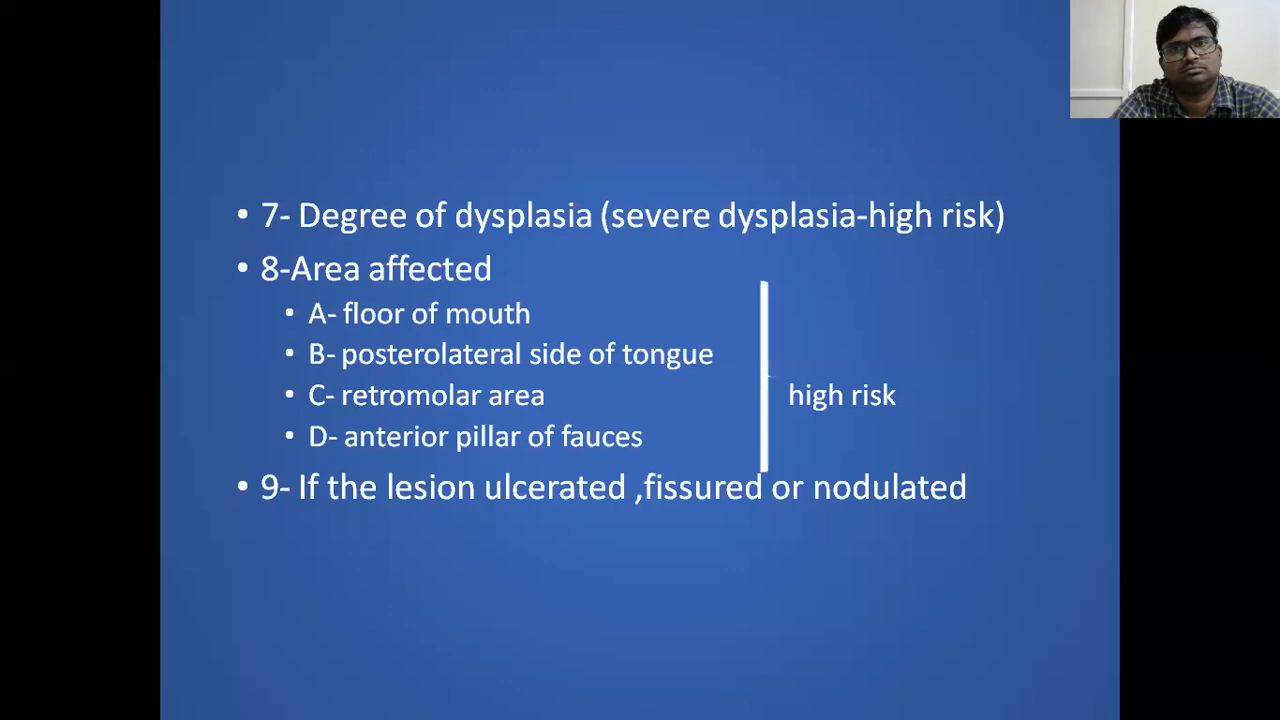 • 7- Degree of dysplasia (severe dysplasia-high risk)
• 8-Area affected
• A- floor of mouth
• B- posterolateral side of tongue
• C- retromolar area
high risk
• D- anterior pillar of fauces
• 9- If the lesion ulcerated ,fissured or nodulated